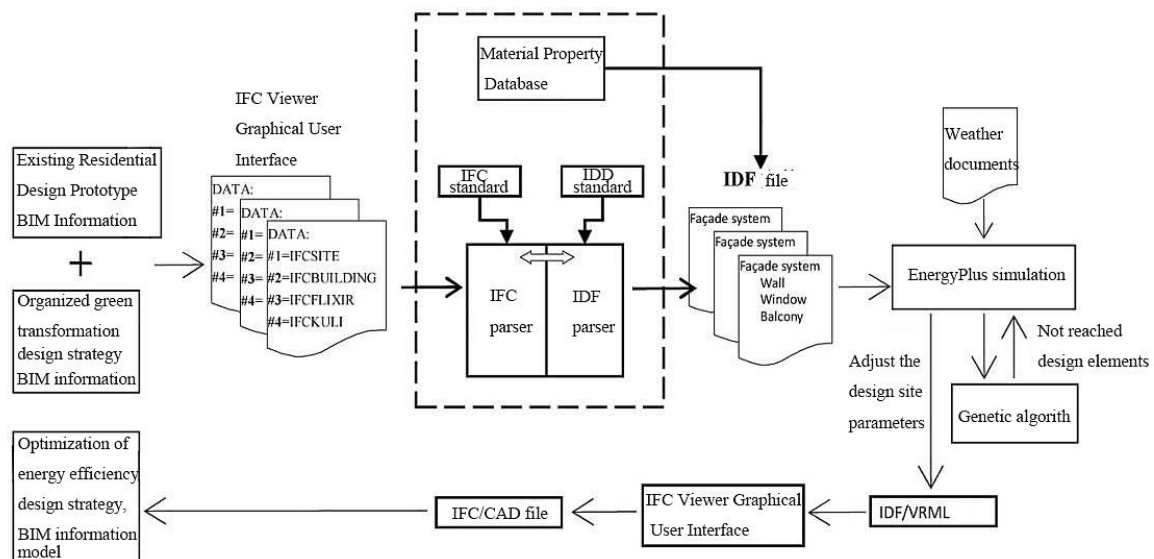 Existing Residential
Design Prototype
BIM Information
+
Organized green
transformation
design strategy
BIM information
IFC Viewer
Graphical User
Interface
DATA:
#1=
#2=
#3=
#4=
DATA:
#1=
#2=
#3=
#4=
DATA:
#1=IFCSITE
#2=IFCBUILDING
#3=IFCFLIXIR
#4=IFCKULI
Material Property
Database
IFC
standard
IDD
standard
IFC
parser
IDF
parser
IDF file
Façade system
Façade system
Façade system
Wall
Window
Balcony
Weather
documents
EnergyPlus simulation
Not reached
design elements
Genetic algorith
Adjust the
design site
parameters
IDF/VRML
IFC Viewer Graphical
User Interface
IFC/CAD file
Optimization of
energy efficiency
design strategy,
BIM information
model